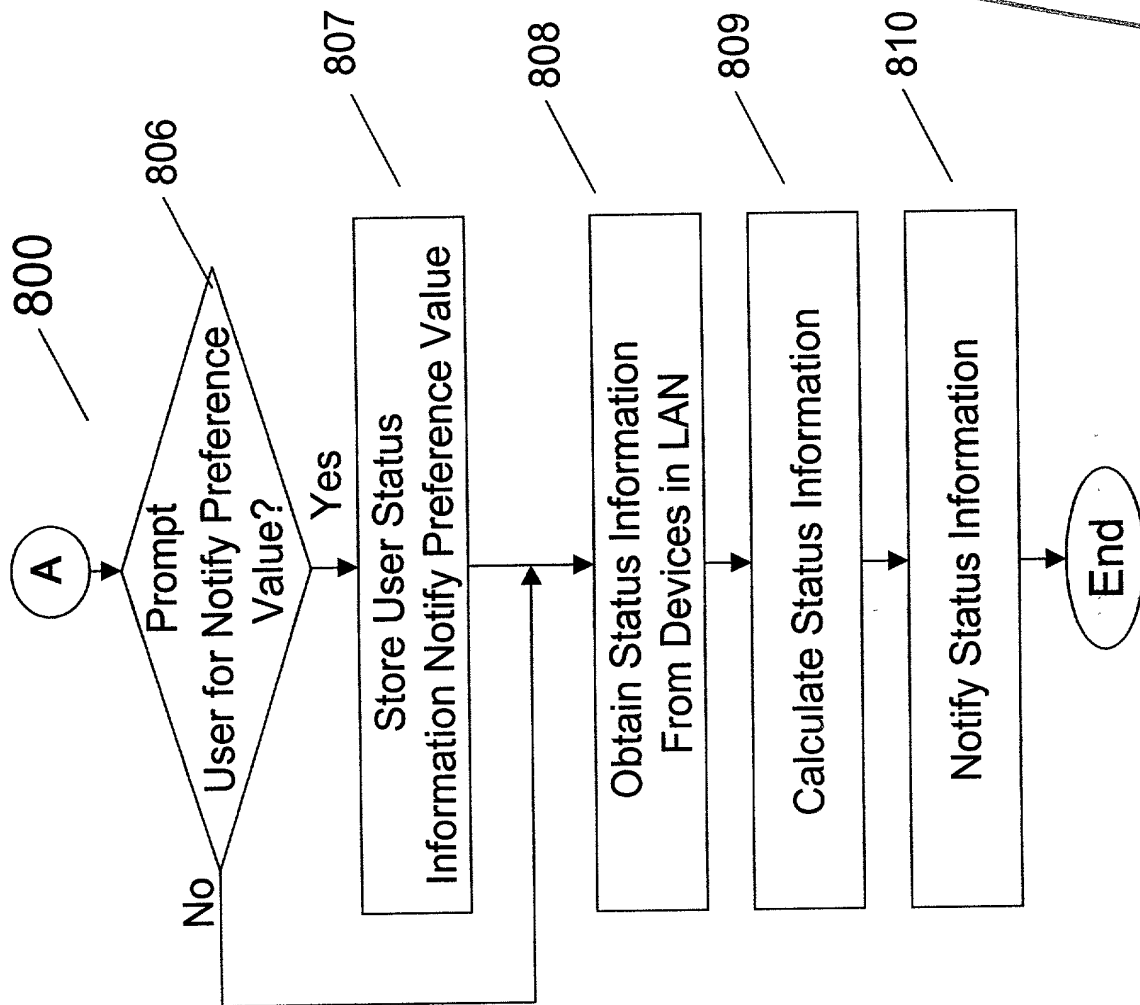 800
A
806
Prompt
User for Notify Preference
Value?
No
Yes
807
Store User Status
Information Notify Preference Value
808
Obtain Status Information
From Devices in LAN
809
Calculate Status Information
810
Notify Status Information
End